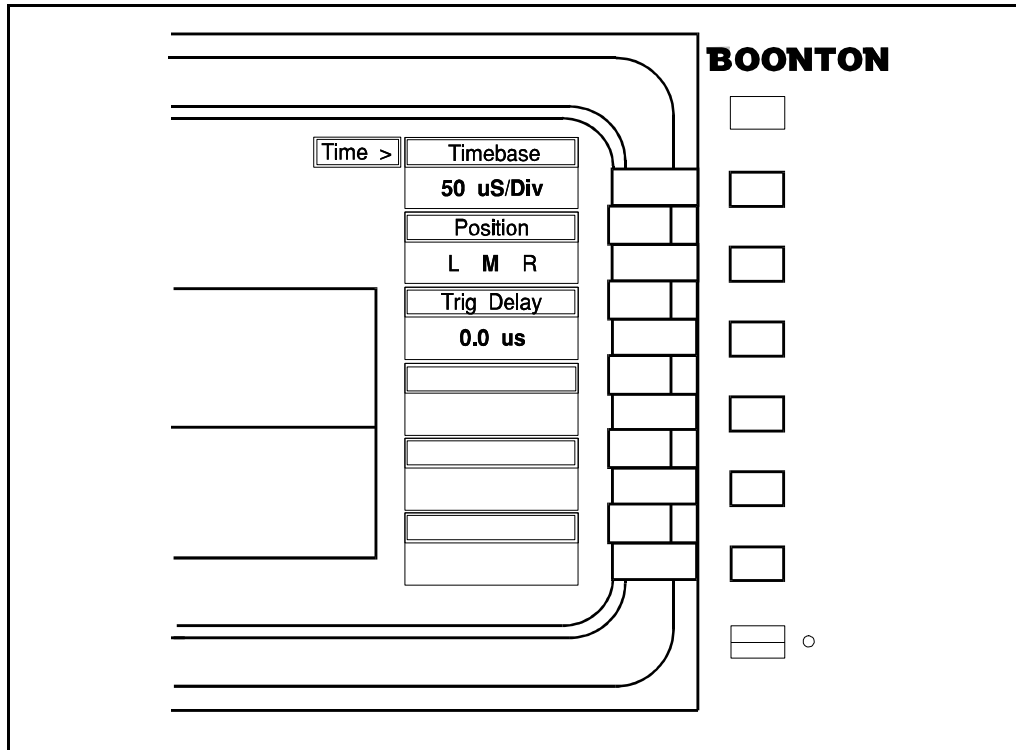 BOONTON
Time > Timebase
50 uS/Div
Position
L M R
Trig Delay
0.0 us